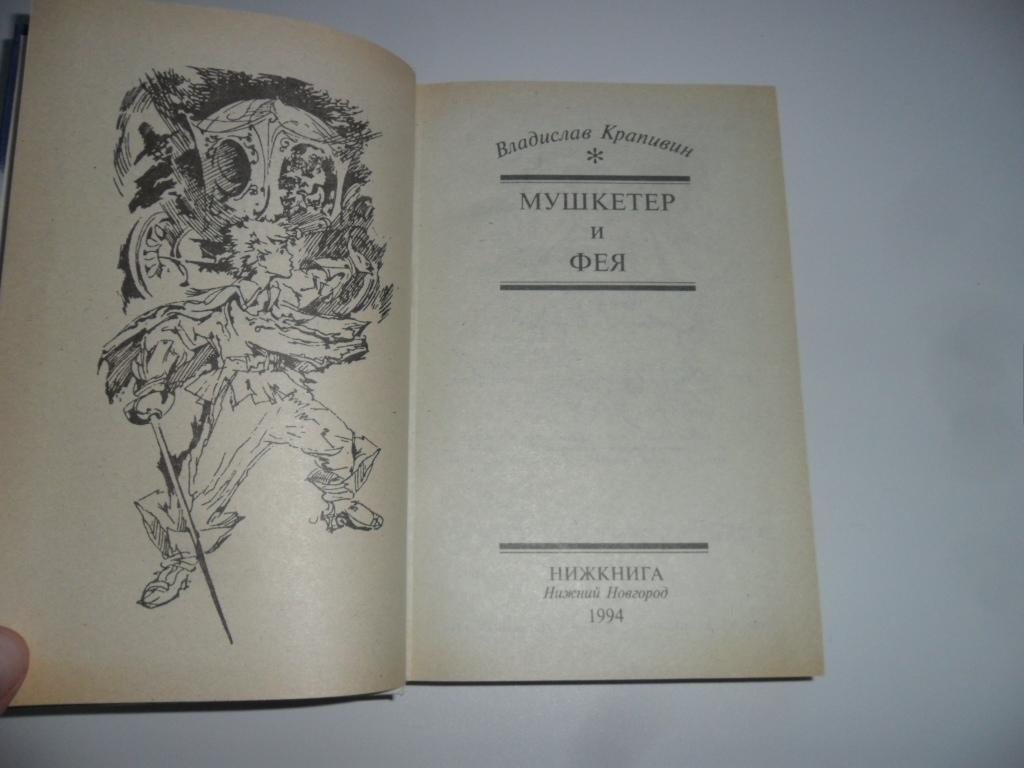 Владислав Крапивин
*
МУШКЕТЕР
И
ФЕЯ
НИЖКНИГА
Нижний Новгород
1994